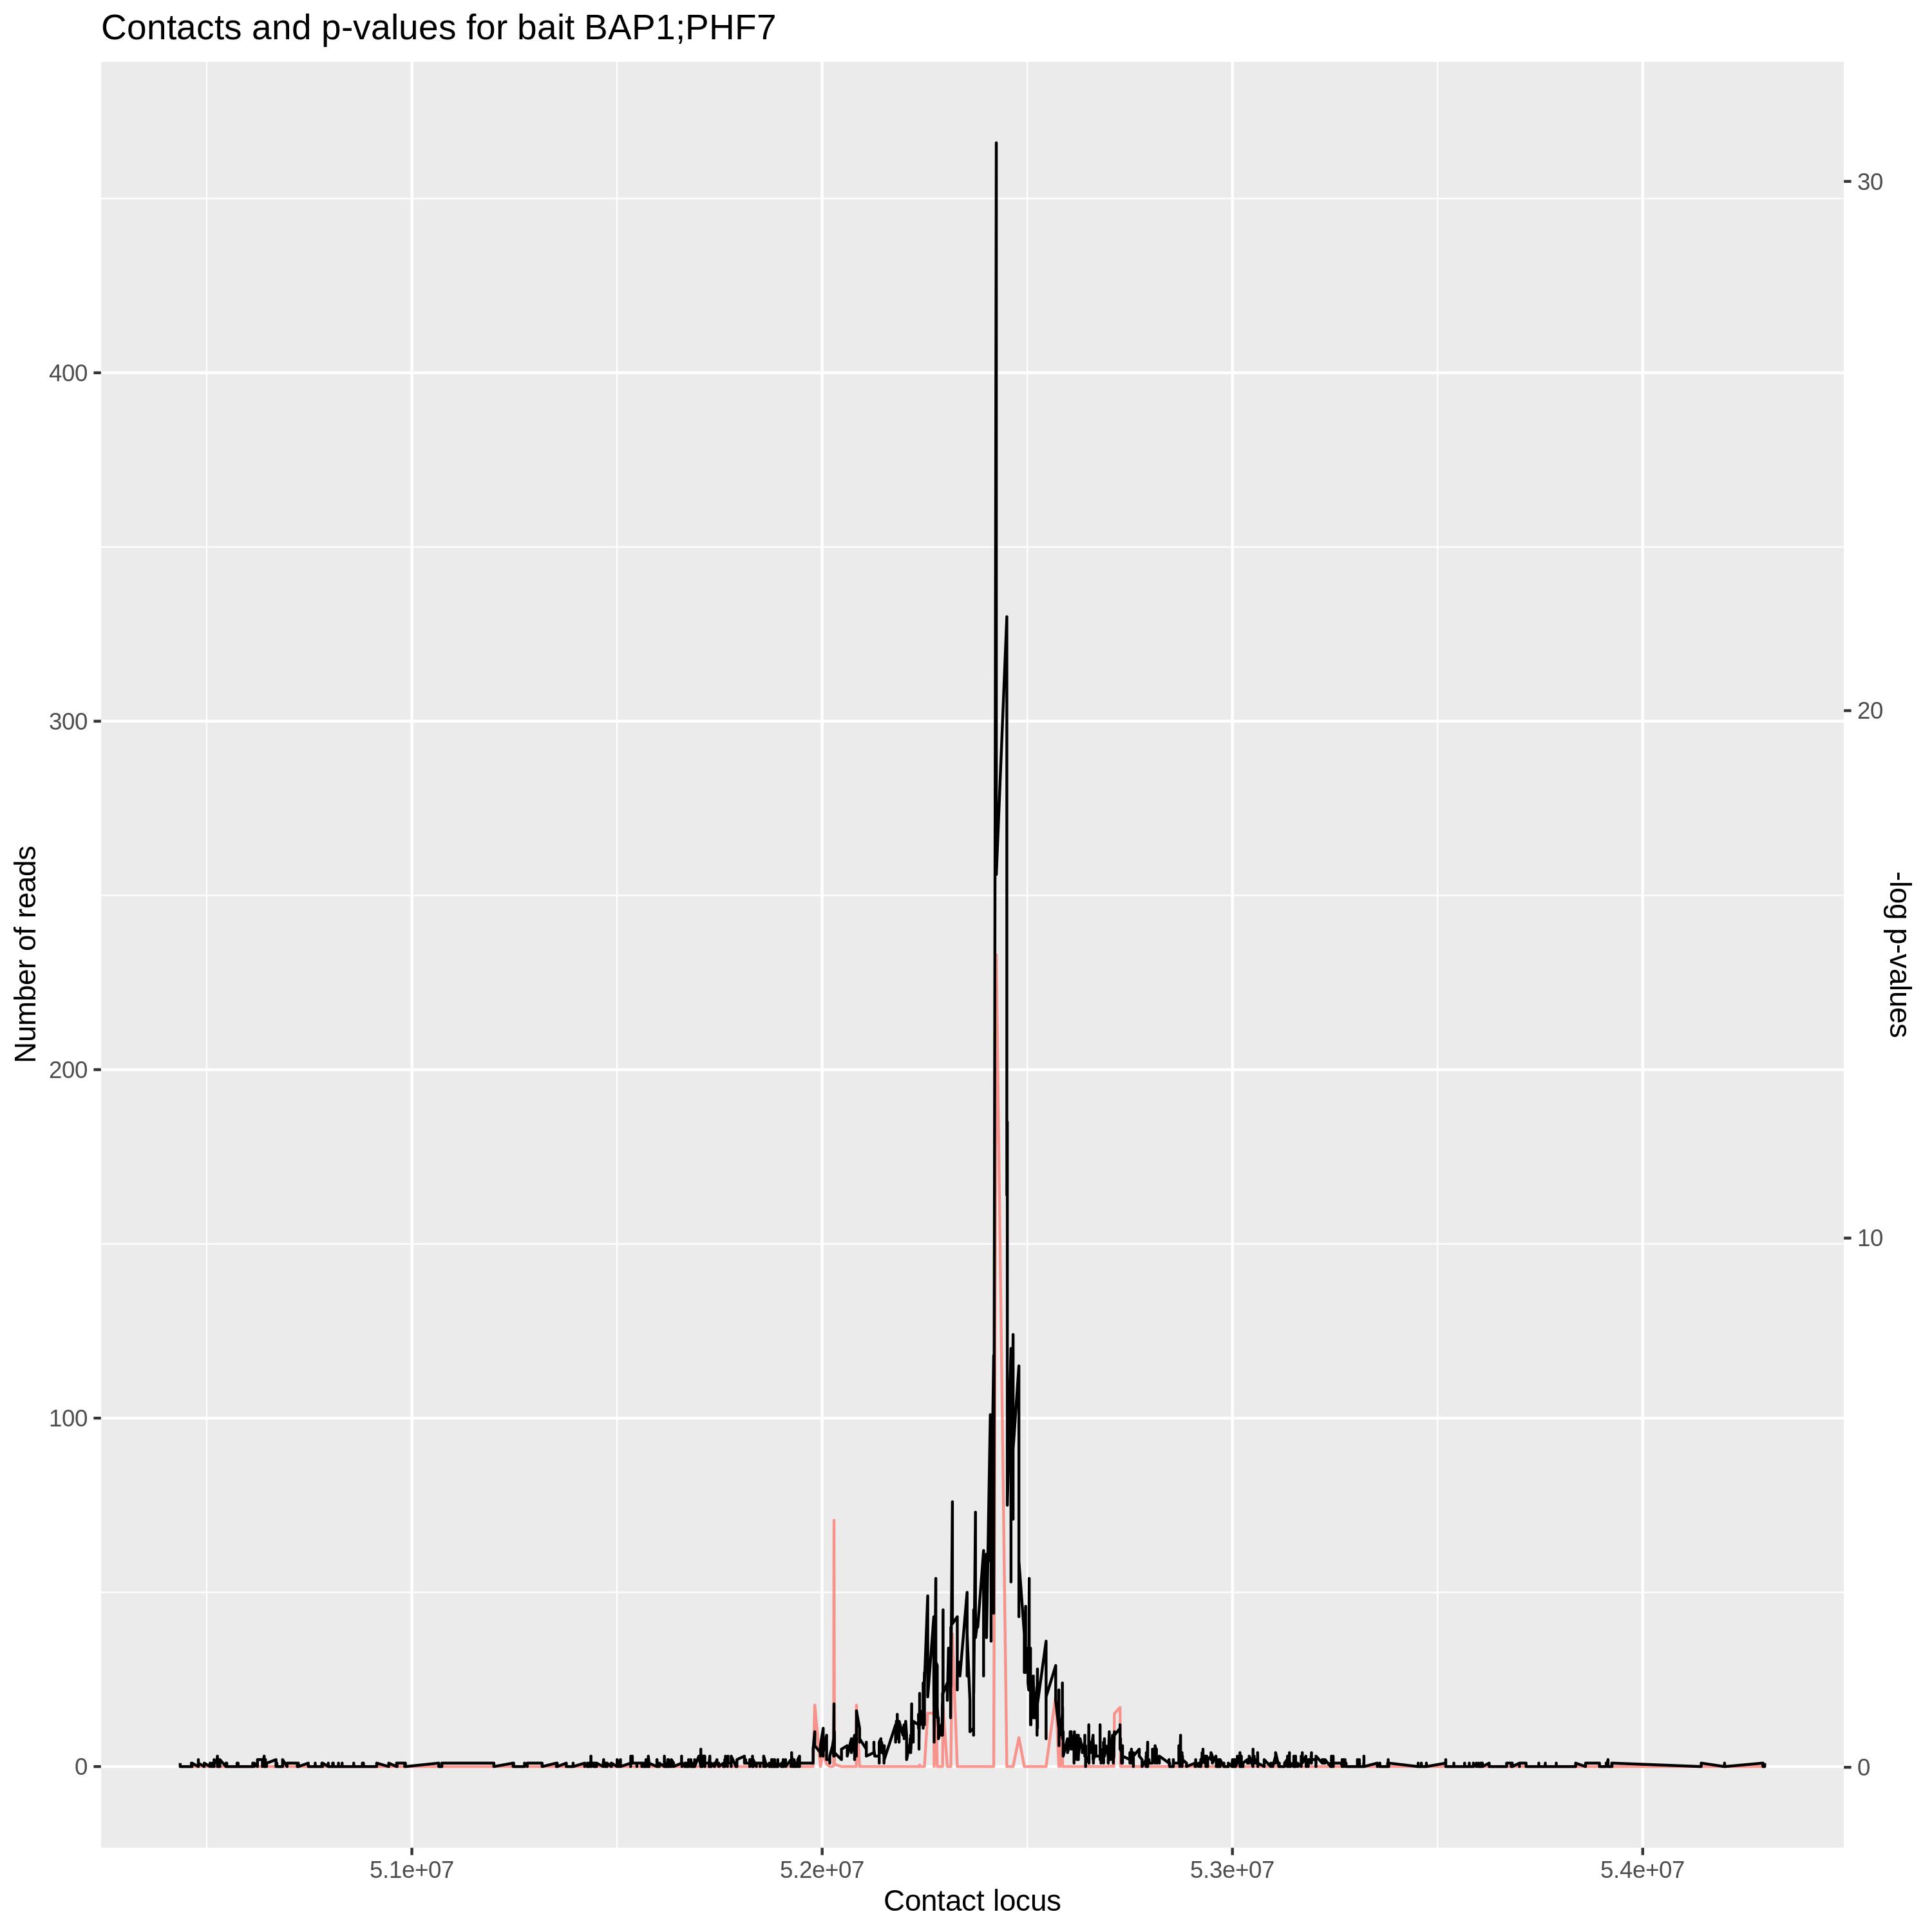 Contacts and p-values for bait BAP1;PHF7
Number of reads
400
300
200
100
0
30
20
10
0
-log p-values
5.1e+07 5.2e+07 5.3e+07 5.4e+07
Contact locus